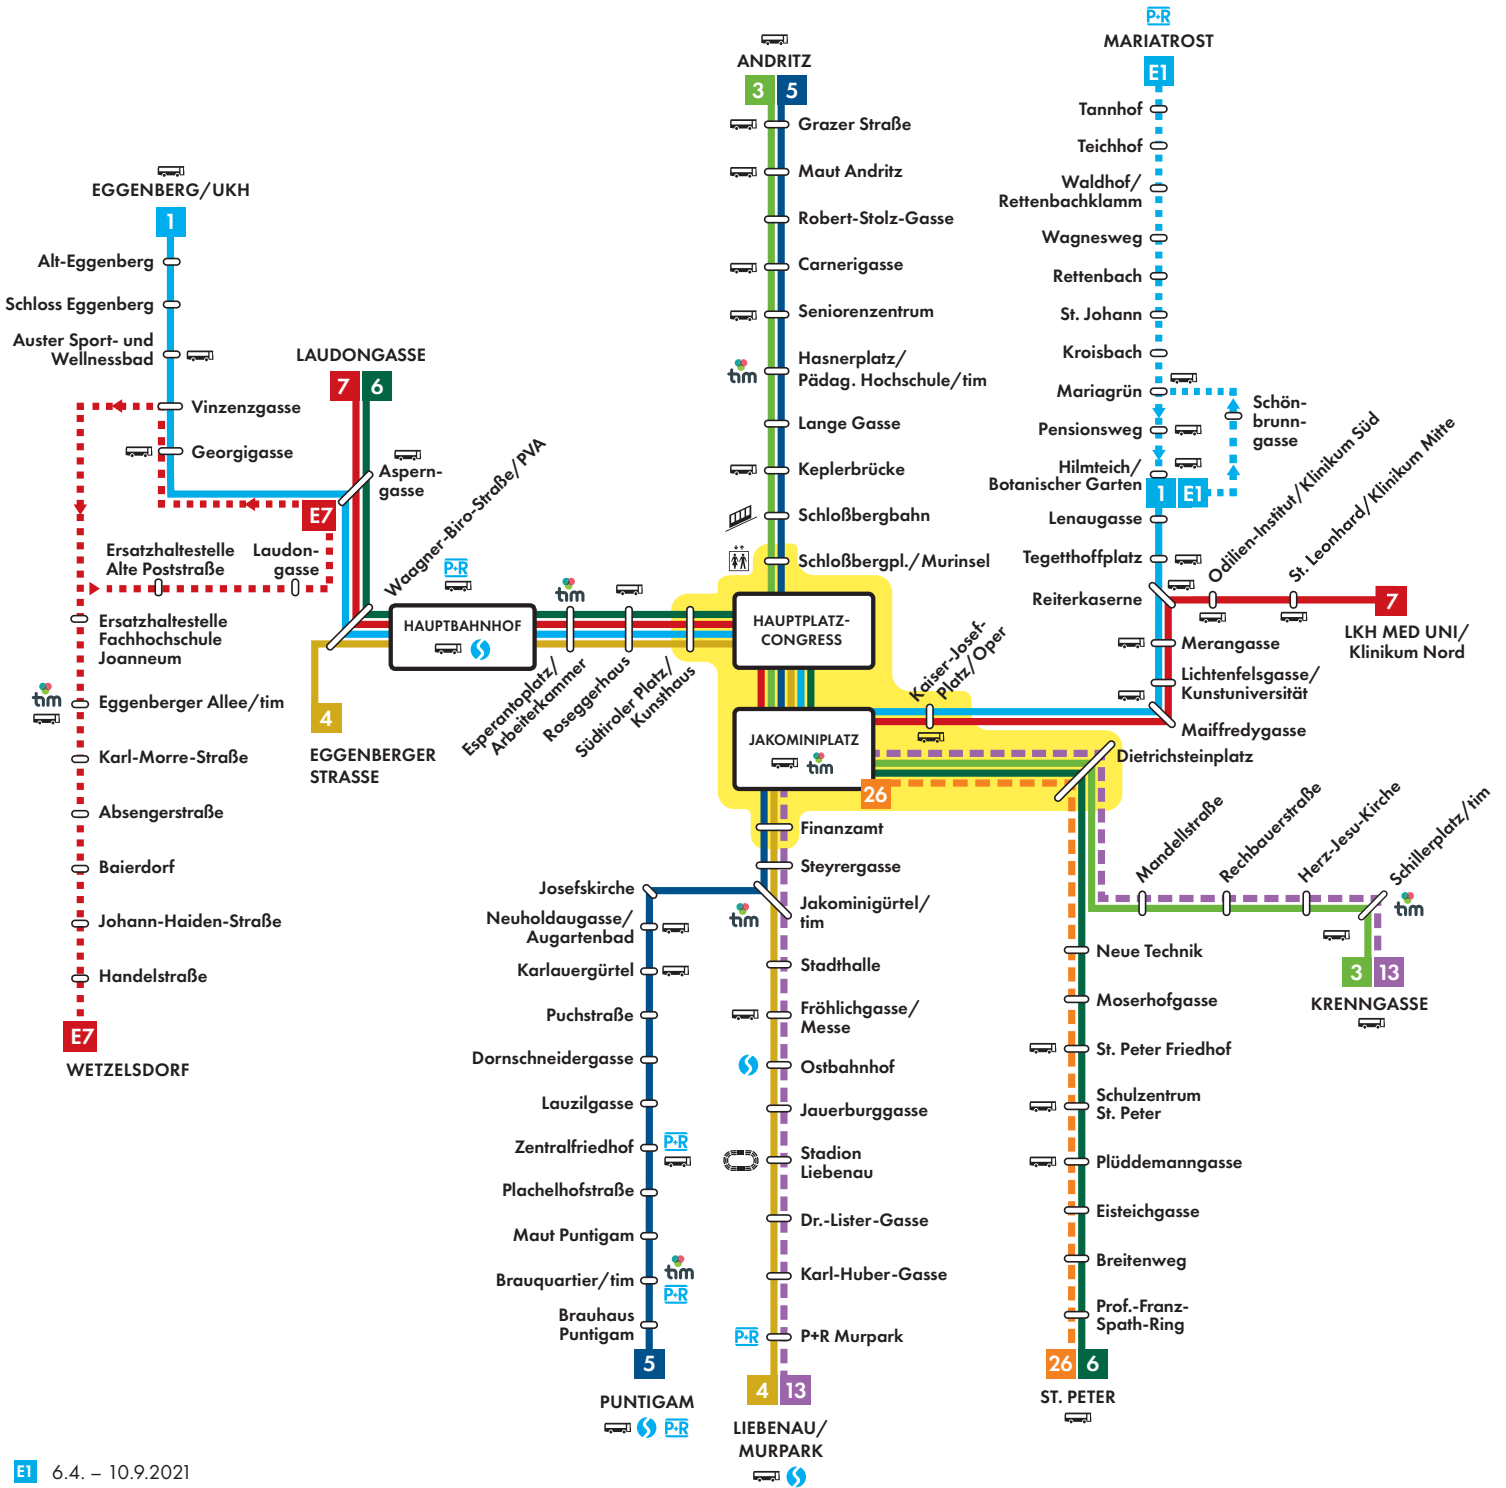 P+R
MARIATROST
E1
Tannhof
Teichhof
Waldhof/
Rettenbachklamm
Wagnesweg
Rettenbach
St. Johann
Kroisbach
Mariagrün
Pensionsweg
Hilmteich/
Botanischer Garten
Schön-
brunn-
gasse
1 E1
Lenaugasse
Tegetthoffplatz
Reiterkaserne
Odilien-Institut/Klinikum Süd
St. Leonhard/Klinikum Mitte
7
LKH MED UNI/
Klinikum Nord
Merangasse
Lichtenfelsgasse/
Kunstuniversität
Maiffredygasse
ANDRITZ
3 5
Grazer Straße
Maut Andritz
Robert-Stolz-Gasse
Carnerigasse
Seniorenzentrum
tim
Hasnerplatz/
Pädag. Hochschule/tim
Lange Gasse
Keplerbrücke
Schloßbergbahn
Schloßbergpl./Murinsel
EGGENBERG/UKH
1
Alt-Eggenberg
Schloss Eggenberg
Auster Sport- und
Wellnessbad
Vinzenzgasse
Georgigasse
LAUDONGASSE
7 6
Aspern-
gasse
E7
Ersatzhaltestelle
Alte Poststraße
Laudon-
gasse
Ersatzhaltestelle
Fachhochschule
Joanneum
tim
Eggenberger Allee/tim
Karl-Morre-Straße
Absengerstraße
Baierdorf
Johann-Haiden-Straße
Handelstraße
E7
WETZELSDORF
Waagner-Biro-Straße/PVA
P+R
HAUPTBAHNHOF
4
EGGENBERGER
STRASSE
tim
Esperantoplatz/
Arbeiterkammer
Roseggerhaus
Südtiroler Platz/
Kunsthaus
HAUPTPLATZ-
CONGRESS
JAKOMINIPLATZ
tim
26
Kaiser-Josef-
Platz/Oper
Dietrichsteinplatz
Mandellstraße
Rechbauerstraße
Herz-Jesu-Kirche
Schillerplatz/tim
tim
3 13
KRENNGASSE
Finanzamt
Steyrergasse
Jakominigürtel/
tim
tim
Stadthalle
Fröhlichgasse/
Messe
Ostbahnhof
Jauerburggasse
Stadion
Liebenau
Dr.-Lister-Gasse
Karl-Huber-Gasse
P+R
P+R Murpark
4 13
LIEBENAU/
MURPARK
Josefskirche
Neuholdaugasse/
Augartenbad
Karlauergürtel
Puchstraße
Dornschneidergasse
Lauzilgasse
Zentralfriedhof
P+R
Plachelhofstraße
Maut Puntigam
Brauquartier/tim
tim
P+R
Brauhaus
Puntigam
5
PUNTIGAM
P+R
Neue Technik
Moserhofgasse
St. Peter Friedhof
Schulzentrum
St. Peter
Plüddemanngasse
Eisteichgasse
Breitenweg
Prof.-Franz-
Spath-Ring
26 6
ST. PETER
E1 6.4. – 10.9.2021